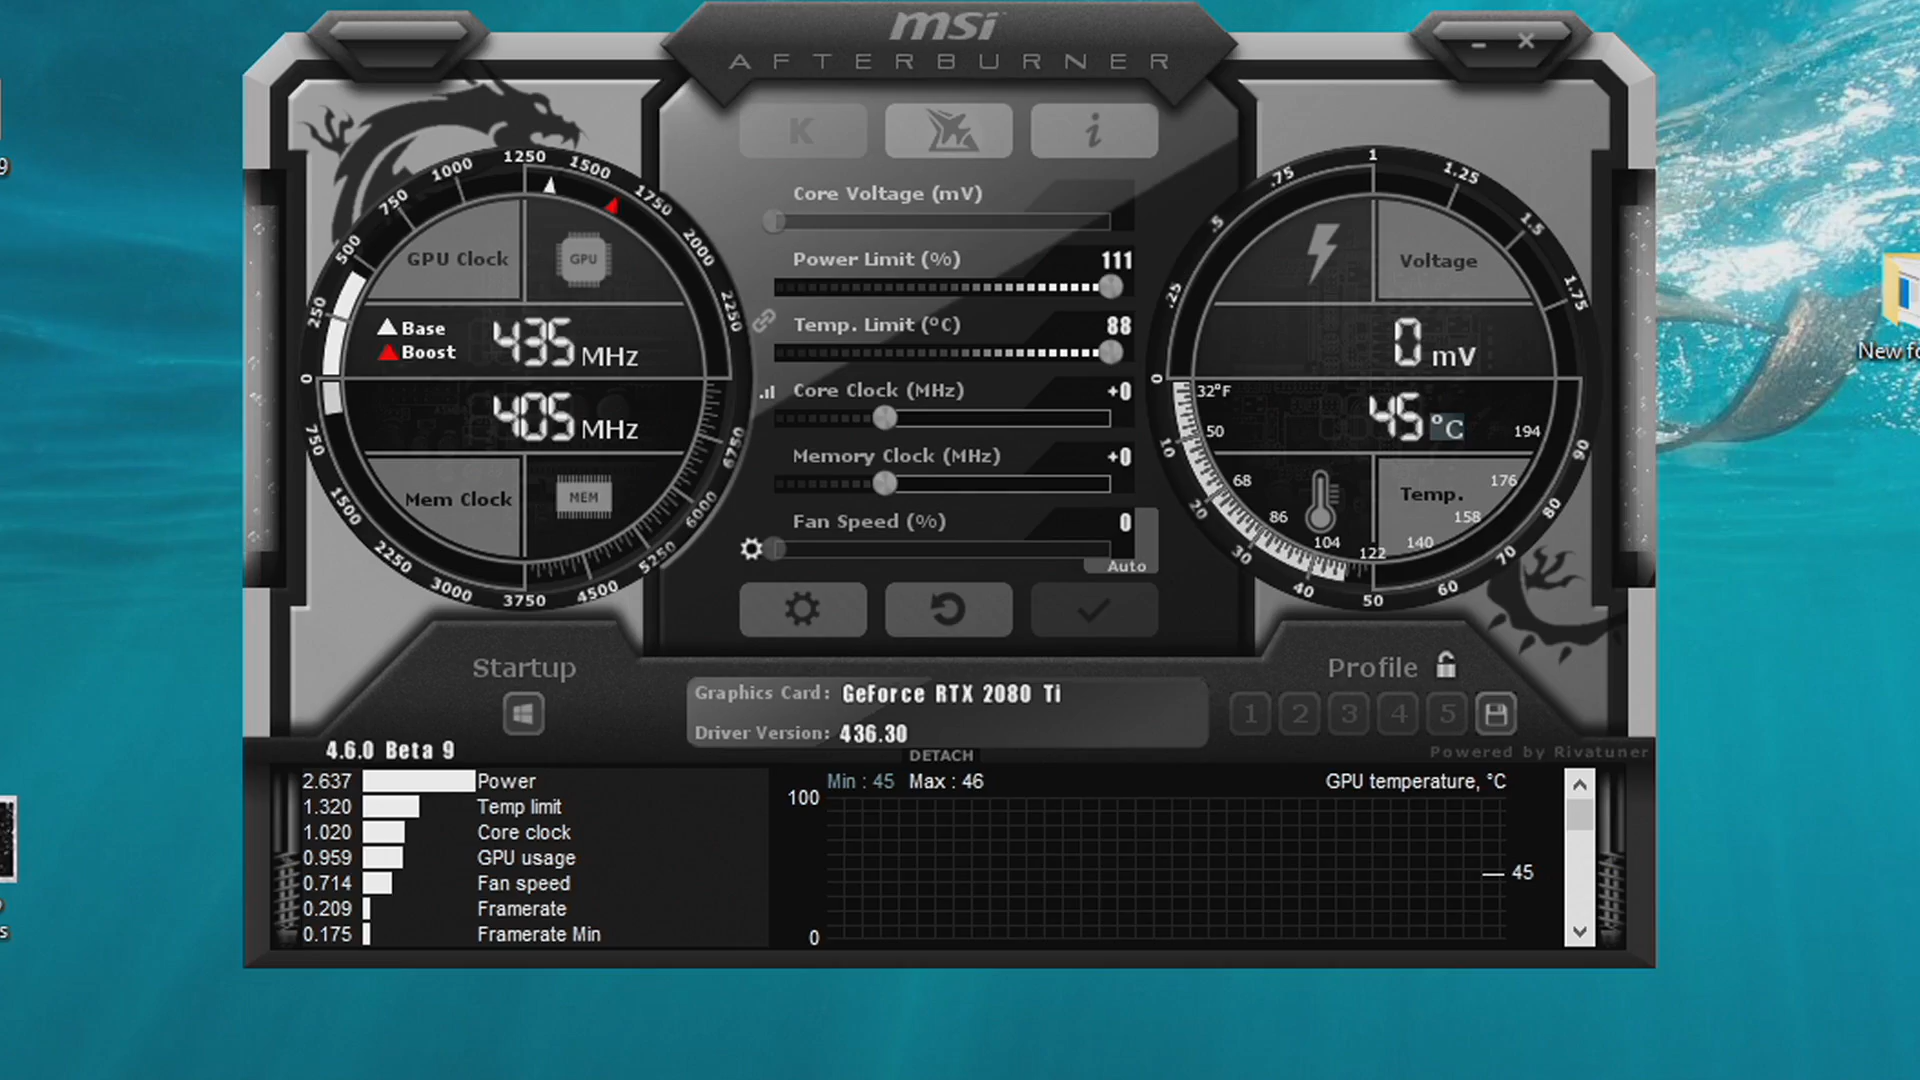 msi
AFTERBURNER
K
i
Core Voltage (mV)
Power Limit (%) 111
Temp. Limit (°C) 88
Core Clock (MHz) +0
Memory Clock (MHz) +0
Fan Speed (%) 0
Auto
0 250 500 750 1000 1250 1500 1750 2000 2250
GPU Clock
GPU
Base
Boost
435 MHz
405 MHz
Mem Clock
MEM
750 1500 2250 3000 3750 4500 5250 6000 6750
0 .25 .5 .75 1 1.25 1.5 1.75
Voltage
0 mV
45 °C
Temp.
32°F 50 68 86 104 122 140 158 176 194
10 20 30 40 50 60 70 80 90
Startup
Profile
1 2 3 4 5
Graphics Card: GeForce RTX 2080 Ti
Driver Version: 436.30
4.6.0 Beta 9
DETACH
Powered by Rivatuner
2.637 Power
1.320 Temp limit
1.020 Core clock
0.959 GPU usage
0.714 Fan speed
0.209 Framerate
0.175 Framerate Min
Min : 45 Max : 46
GPU temperature, °C
100
45
0
9
s
New fo